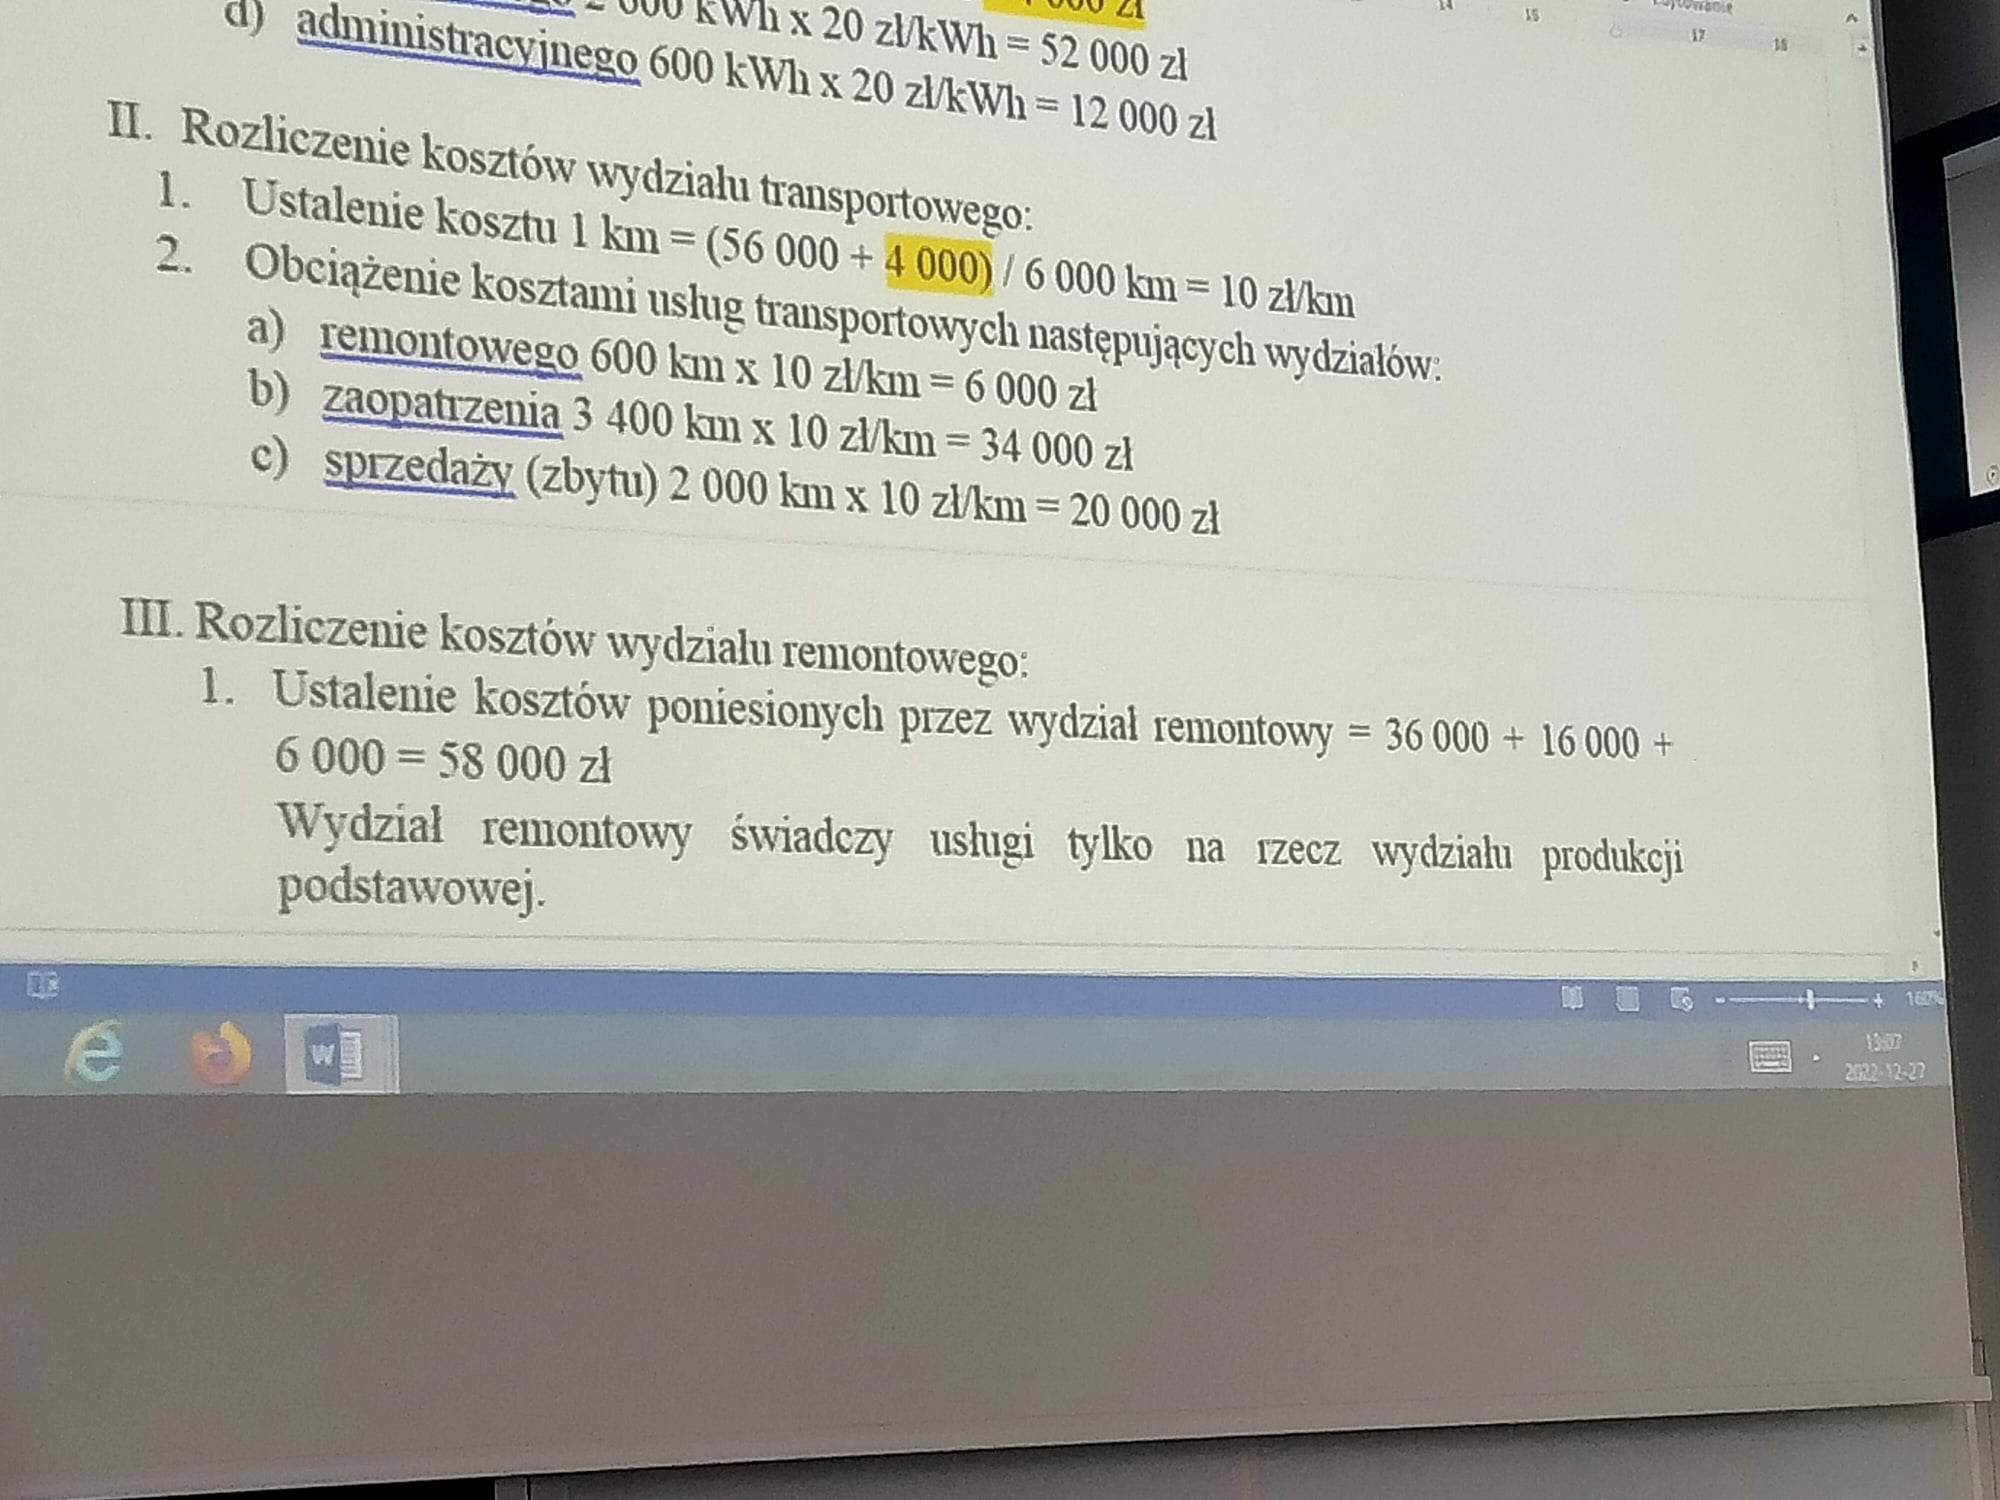 14 15 17 18
000 zł
600 kWh x 20 zł/kWh = 52 000 zł
d) administracyjnego 600 kWh x 20 zł/kWh = 12 000 zł
II. Rozliczenie kosztów wydziału transportowego:
1. Ustalenie kosztu 1 km = (56 000 + 4 000) / 6 000 km = 10 zł/km
2. Obciążenie kosztami usług transportowych następujących wydziałów:
a) remontowego 600 km x 10 zł/km = 6 000 zł
b) zaopatrzenia 3 400 km x 10 zł/km = 34 000 zł
c) sprzedaży (zbytu) 2 000 km x 10 zł/km = 20 000 zł
III. Rozliczenie kosztów wydziału remontowego:
1. Ustalenie kosztów poniesionych przez wydział remontowy = 36 000 + 16 000 +
6 000 = 58 000 zł
Wydział remontowy świadczy usługi tylko na rzecz wydziału produkcji
podstawowej.
160%
W
13:07
2022-12-27